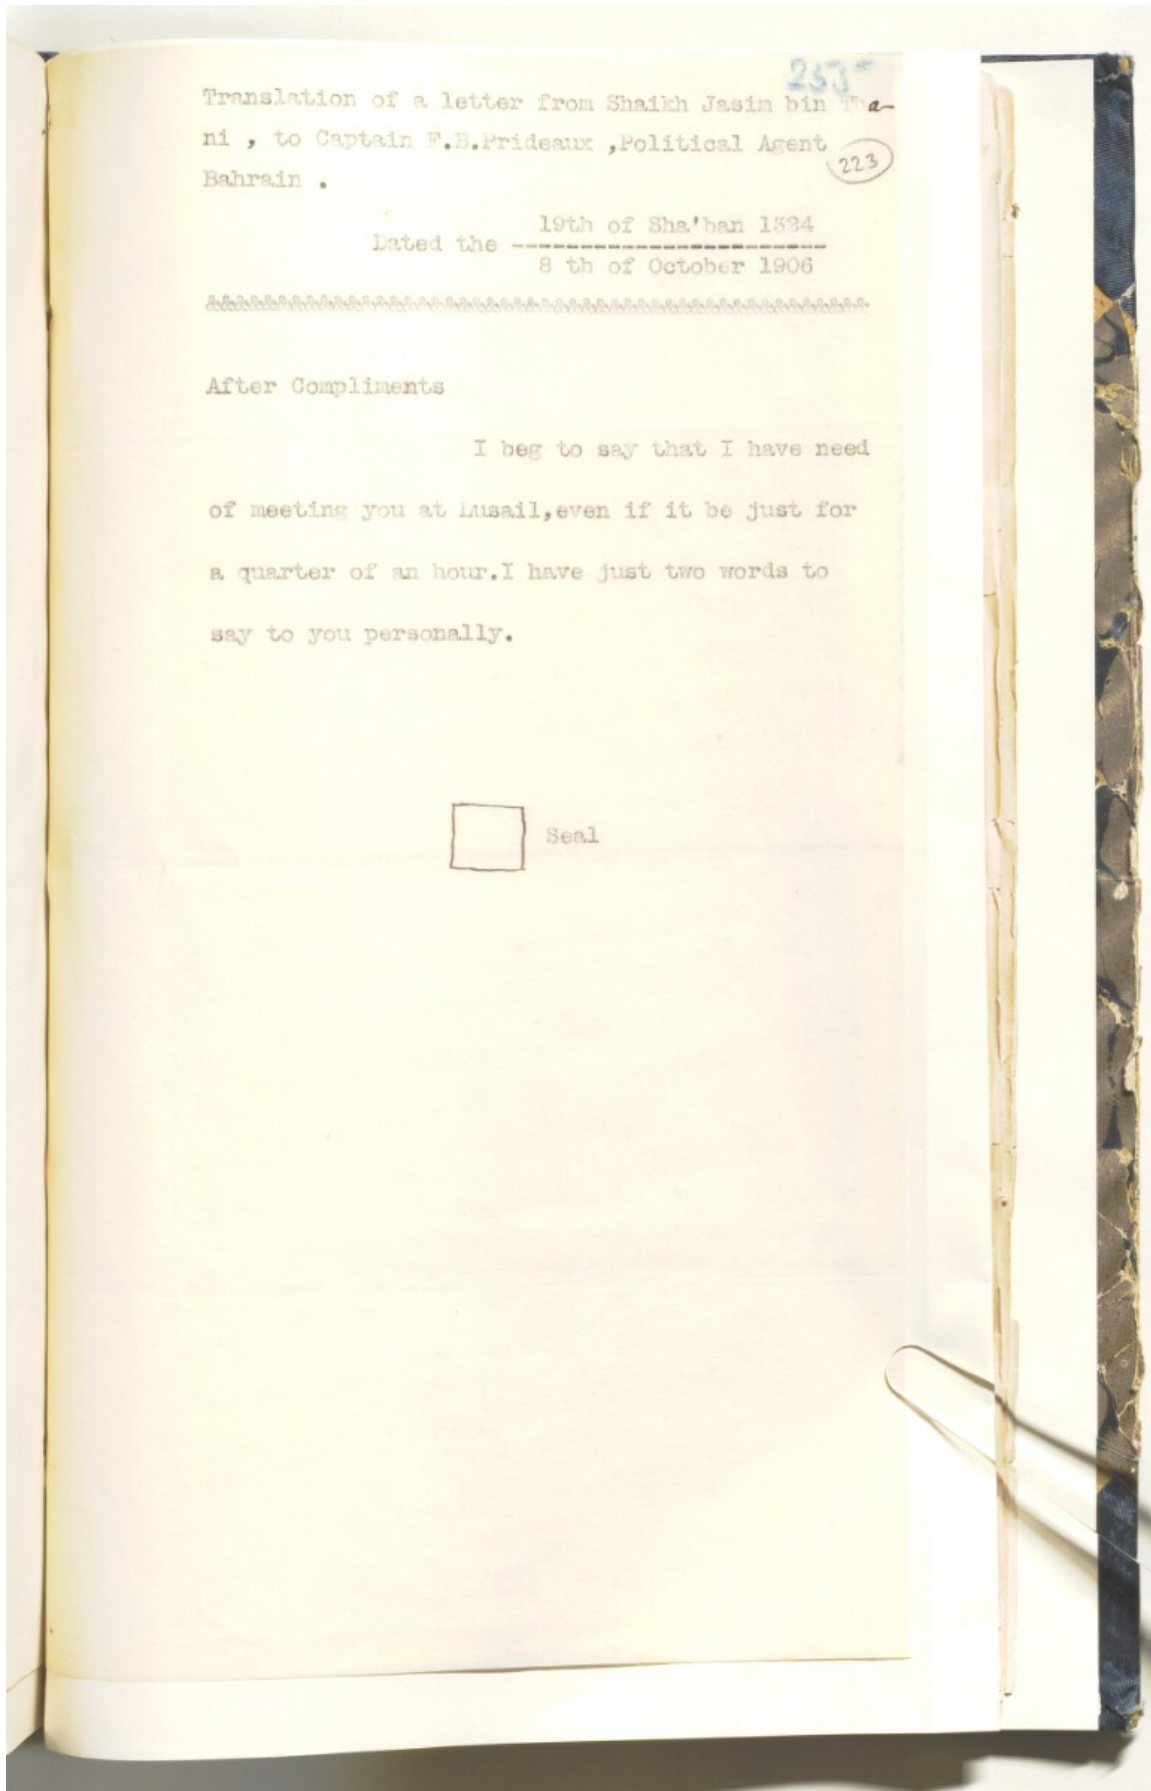 253
Translation of a letter from Shaikh Jasim bin Tha-
ni , to Captain F.B.Prideaux ,Political Agent
223
Bahrain .
19th of Sha'ban 1324
Dated the -----------------------
8 th of October 1906
After Compliments
I beg to say that I have need
of meeting you at Lusail,even if it be just for
a quarter of an hour.I have just two words to
say to you personally.
Seal